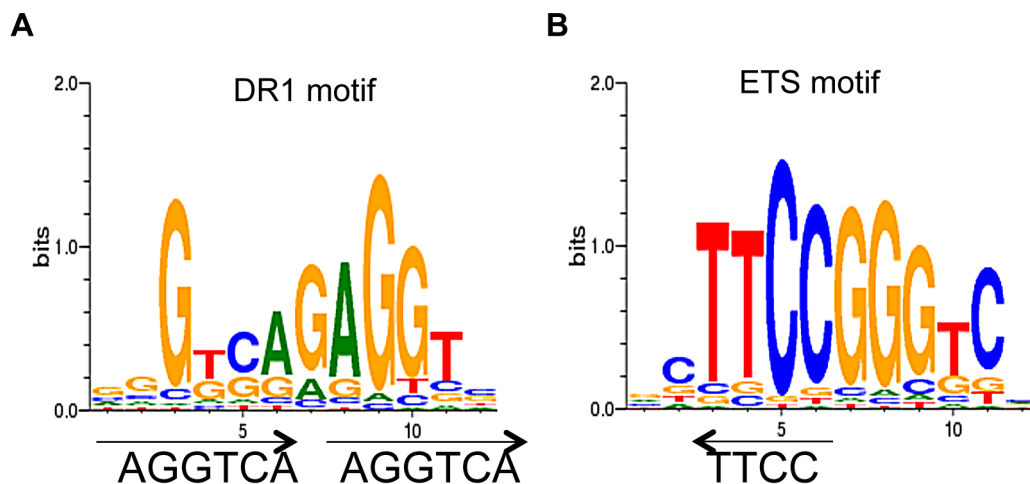 A
B
DR1 motif
ETS motif
2.0
1.0
0.0
bits
5
10
AGGTCA AGGTCA
2.0
1.0
0.0
bits
5
10
TTCC
G T C A G A G G T
C T T C C G G G T C